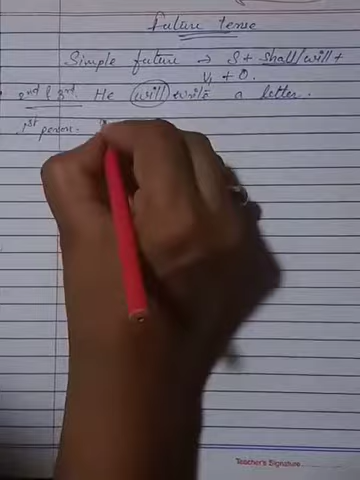 Future tense
Simple future → S + shall/will +
V₁ + O.
2nd & 3rd. He will write a letter.
1st person.
Teacher's Signature